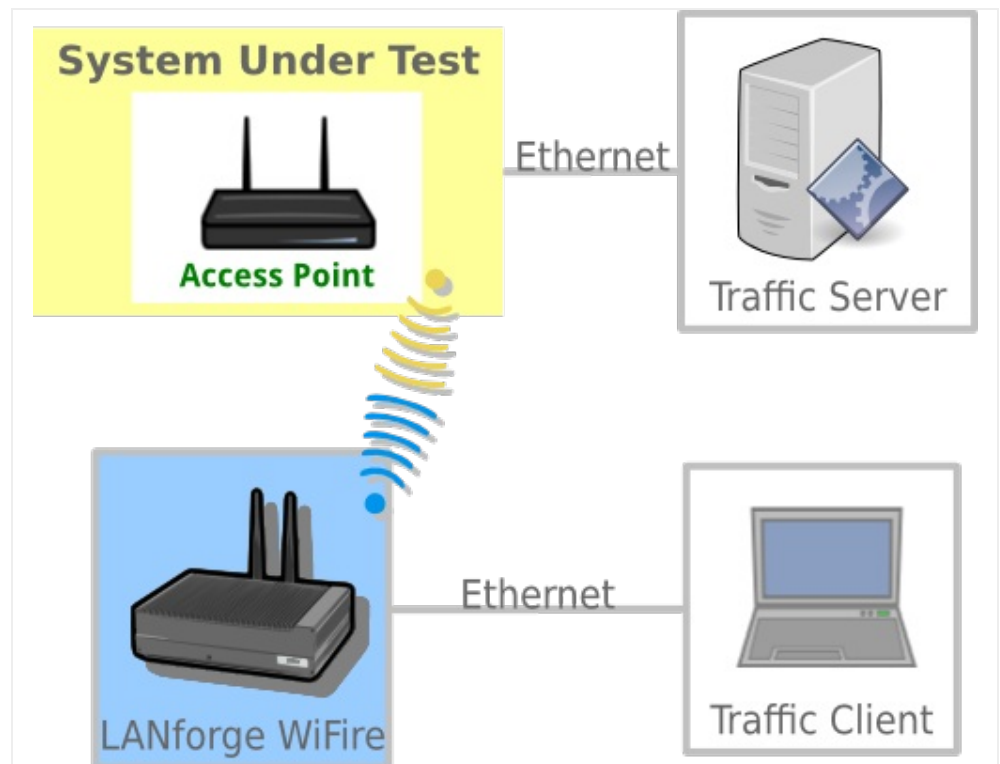 System Under Test
Access Point
Ethernet
Traffic Server
LANforge WiFire
Ethernet
Traffic Client